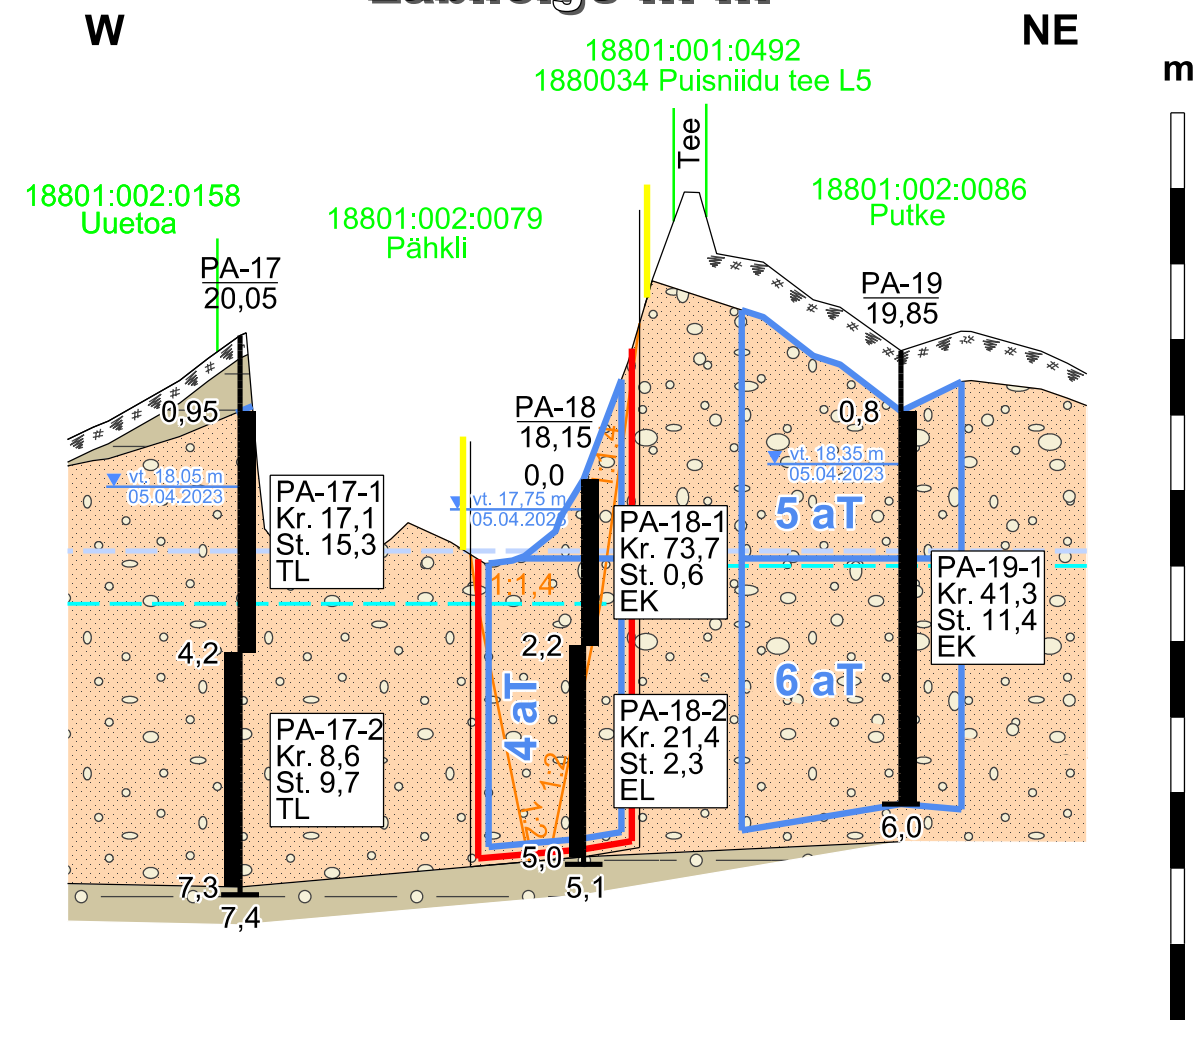 W
NE
m
18801:001:0492
1880034 Puisniidu tee L5
Tee
18801:002:0158
Uuetoa
18801:002:0079
Pähkli
18801:002:0086
Putke
PA-17
20,05
PA-18
18,15
PA-19
19,85
0,95
0,0
0,8
vt. 18,05 m
05.04.2023
vt. 17,75 m
05.04.2023
vt. 18,35 m
05.04.2023
PA-17-1
Kr. 17,1
St. 15,3
TL
PA-18-1
Kr. 73,7
St. 0,6
EK
PA-19-1
Kr. 41,3
St. 11,4
EK
5 aT
6 aT
4 aT
1:1,4
1:2
1:2
4,2
2,2
PA-17-2
Kr. 8,6
St. 9,7
TL
PA-18-2
Kr. 21,4
St. 2,3
EL
7,3
7,4
5,0
5,1
6,0